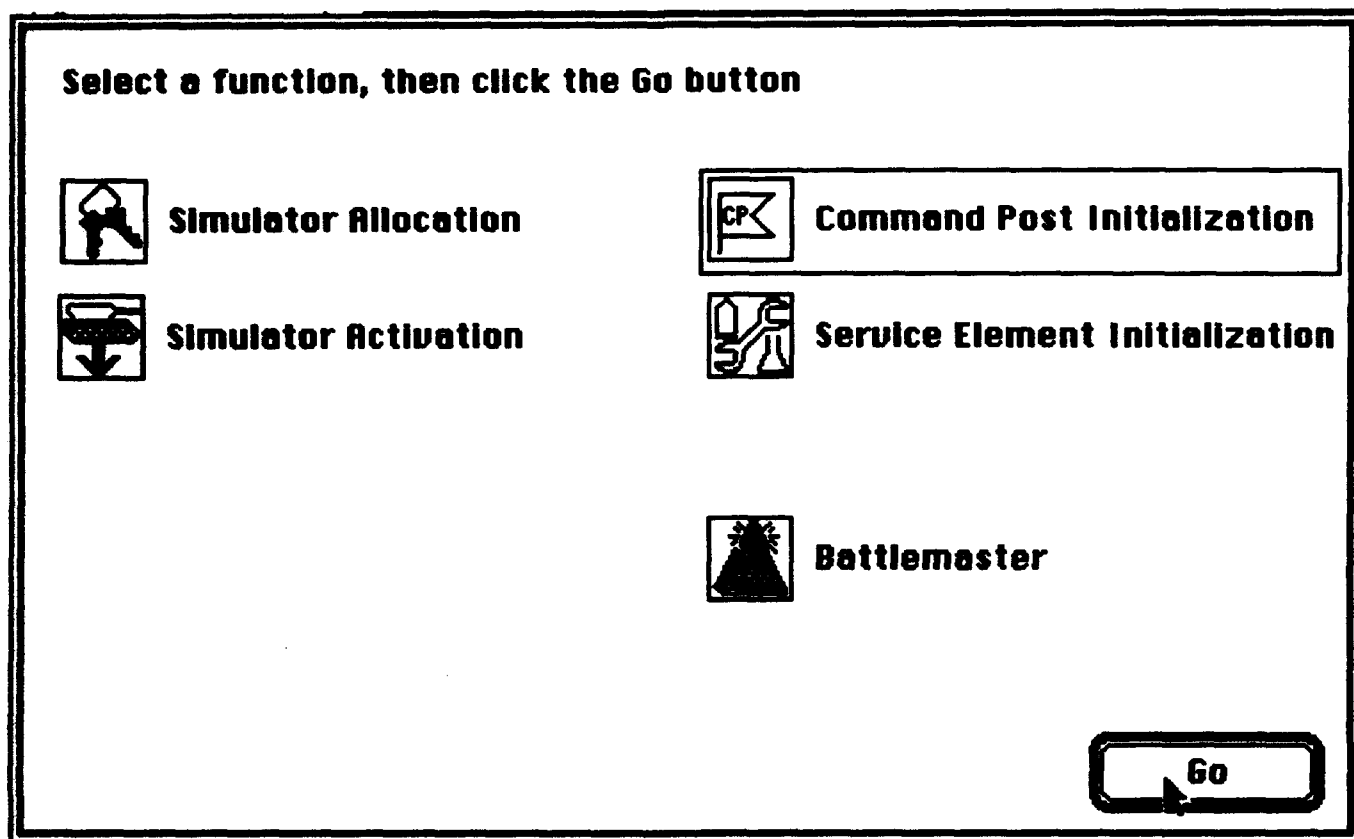 Select a function, then click the Go button
Simulator Allocation
CP
Command Post Initialization
Simulator Activation
Service Element Initialization
Battlemaster
Go